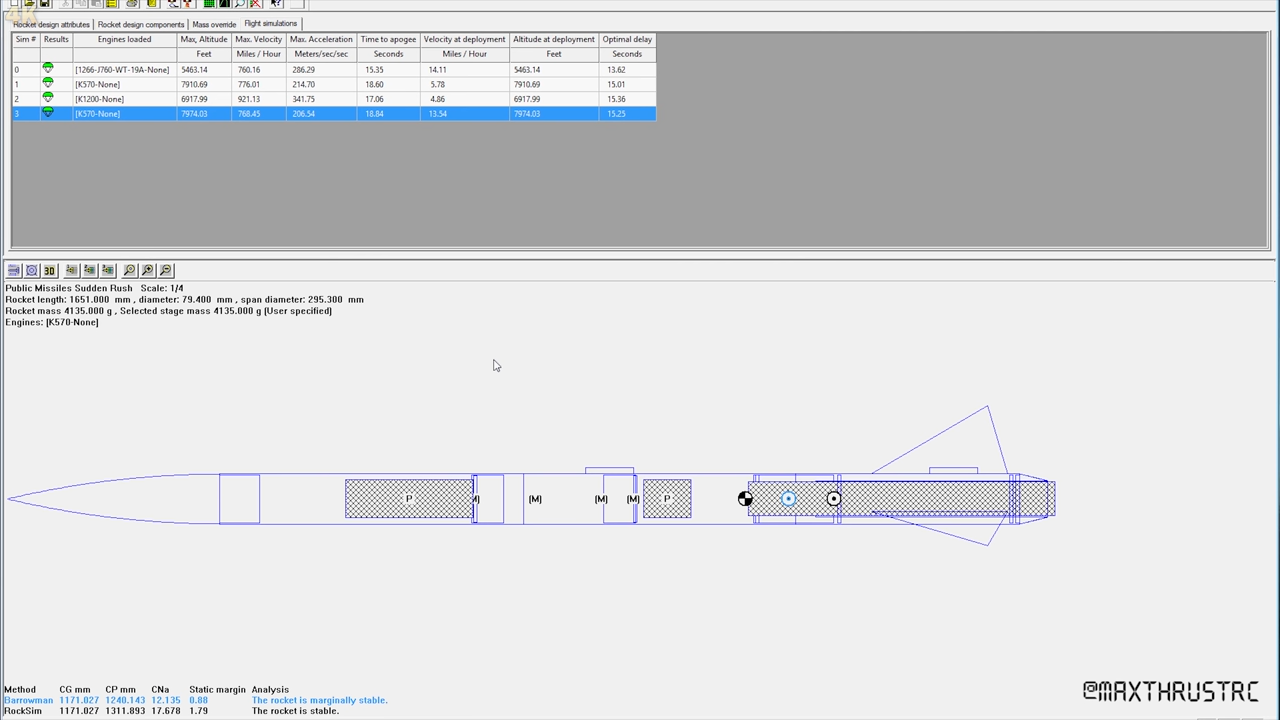 4K
Rocket design attributes Rocket design components Mass override Flight simulations
Sim # Results Engines loaded Max. Altitude Max. Velocity Max. Acceleration Time to apogee Velocity at deployment Altitude at deployment Optimal delay
Feet Miles / Hour Meters/sec/sec Seconds Miles / Hour Feet Seconds
0 [1266-J760-WT-19A-None] 5463.14 760.16 286.29 15.35 14.11 5463.14 13.62
1 [K570-None] 7910.69 776.01 214.70 18.60 5.78 7910.69 15.01
2 [K1200-None] 6917.99 921.13 341.75 17.06 4.86 6917.99 15.36
3 [K570-None] 7974.03 768.45 206.54 18.84 13.54 7974.03 15.25
3D
Public Missiles Sudden Rush Scale: 1/4
Rocket length: 1651.000 mm , diameter: 79.400 mm , span diameter: 295.300 mm
Rocket mass 4135.000 g , Selected stage mass 4135.000 g (User specified)
Engines: [K570-None]
P (M) (M) (M) P
Method CG mm CP mm CNa Static margin Analysis
Barrowman 1171.027 1240.143 12.135 0.88 The rocket is marginally stable.
RockSim 1171.027 1311.893 17.678 1.79 The rocket is stable.
@MAXTHRUSTRC